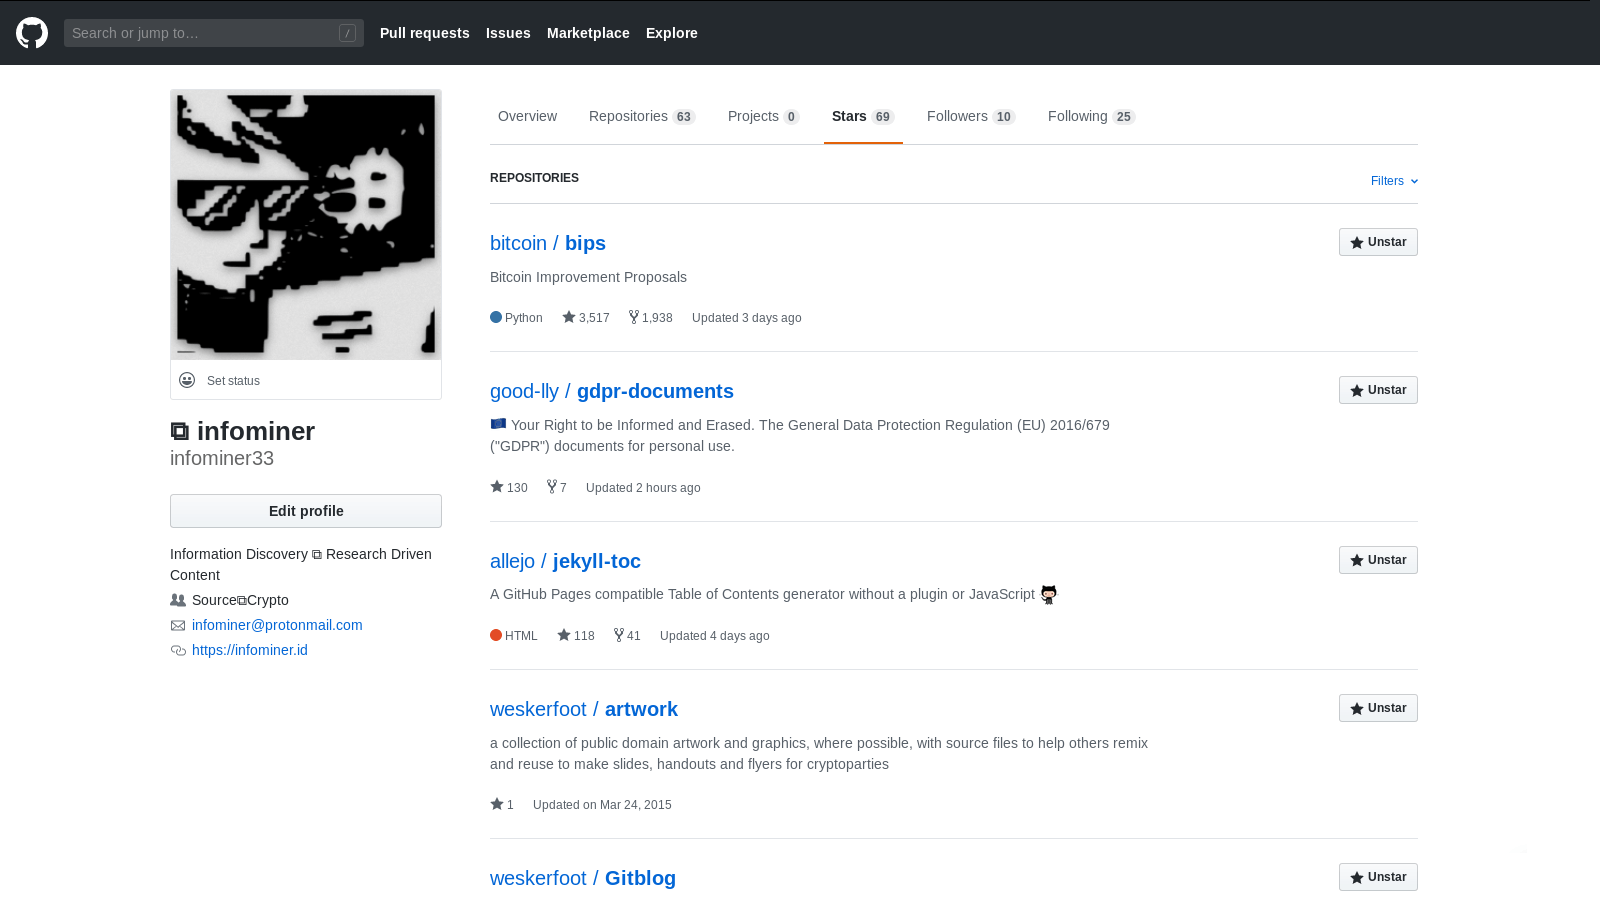 Search or jump to… /
Pull requests Issues Marketplace Explore
Overview Repositories 63 Projects 0 Stars 69 Followers 10 Following 25
REPOSITORIES
Filters
bitcoin / bips
Unstar
Bitcoin Improvement Proposals
Python 3,517 1,938 Updated 3 days ago
good-lly / gdpr-documents
Unstar
🇪🇺 Your Right to be Informed and Erased. The General Data Protection Regulation (EU) 2016/679
("GDPR") documents for personal use.
130 7 Updated 2 hours ago
allejo / jekyll-toc
Unstar
A GitHub Pages compatible Table of Contents generator without a plugin or JavaScript
HTML 118 41 Updated 4 days ago
weskerfoot / artwork
Unstar
a collection of public domain artwork and graphics, where possible, with source files to help others remix
and reuse to make slides, handouts and flyers for cryptoparties
1 Updated on Mar 24, 2015
weskerfoot / Gitblog
Unstar
Set status
⧉ infominer
infominer33
Edit profile
Information Discovery ⧉ Research Driven
Content
Source⧉Crypto
infominer@protonmail.com
https://infominer.id